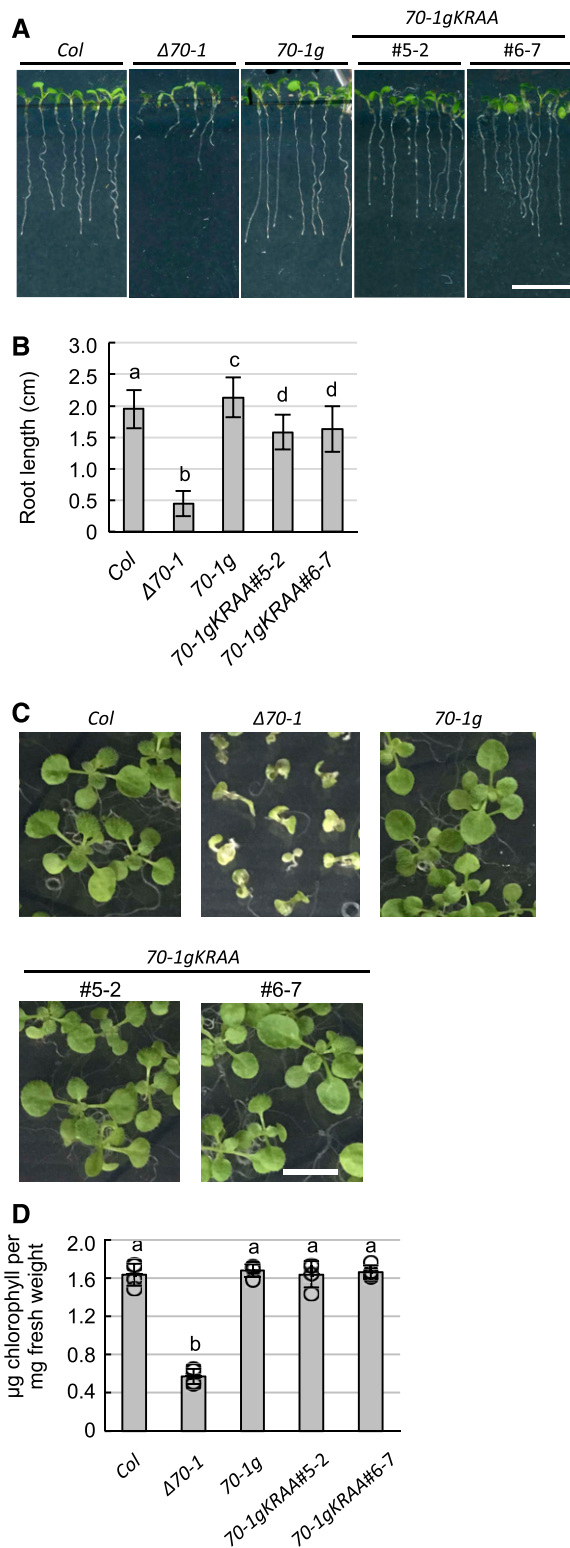 A
70-1gKRAA
Col Δ70-1 70-1g #5-2 #6-7
B
Root length (cm)
3.0
2.5
2.0
1.5
1.0
0.5
0
a b c d d
Col Δ70-1 70-1g 70-1gKRAA#5-2 70-1gKRAA#6-7
C
Col Δ70-1 70-1g
70-1gKRAA
#5-2 #6-7
D
µg chlorophyll per
mg fresh weight
2.0
1.6
1.2
0.8
0.4
0
a b a a a
Col Δ70-1 70-1g 70-1gKRAA#5-2 70-1gKRAA#6-7